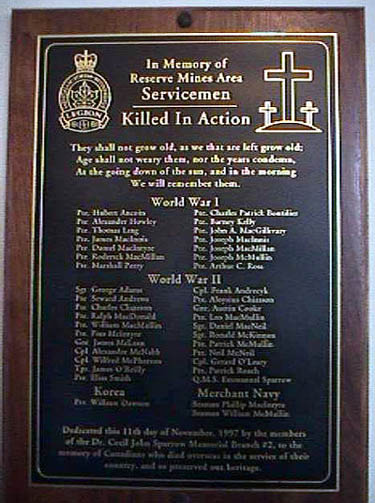 LEGION
In Memory of
Reserve Mines Area
Servicemen
Killed In Action
They shall not grow old, as we that are left grow old;
Age shall not weary them, nor the years condemn,
At the going down of the sun, and in the morning
We will remember them.
World War I
Pte. Hubert Aucoin
Pte. Alexander Howley
Pte. Thomas Lang
Pte. James MacInnis
Pte. Daniel MacIntyre
Pte. Roderick MacMillan
Pte. Marshall Perry
Pte. Charles Patrick Boutilier
Pte. Barney Kelly
Pte. John A. MacGillivary
Pte. Joseph MacInnis
Pte. Joseph MacMillan
Pte. Joseph McMullin
Pte. Arthur C. Ross
World War II
Sgt. George Adams
Pte. Seward Andrews
Pte. Charles Chaisson
Pte. Ralph MacDonald
Pte. William MacMullin
Pte. McIntyre
Gnr. James McLean
Cpl. Alexander McNabb
Cpl. Wilfred McPherson
Tpr. James O'Reilly
Pte. Elias Smith
Cpl. Frank
Pte. Aloysius Chiasson
Gnr. Austin Cooke
Pte. Leo MacMullin
Sgt. Daniel MacNeil
Sgt. Ronald McKinnon
Pte. Patrick McMullin
Pte. Neil McNeil
Cpl. Gerard O'Leary
Pte. Patrick Roach
Q.M.S. Emmanuel Sparrow
Korea
Pte. William Dawson
Merchant Navy
Seaman Phillip MacIntyre
Seaman William McMullin
Dedicated this 11th day of November, 1997 by the members
of the Dr. Cecil John Sparrow Memorial Branch #2, to the
memory of Canadians who died overseas in the service of their
country, and so preserved our heritage.